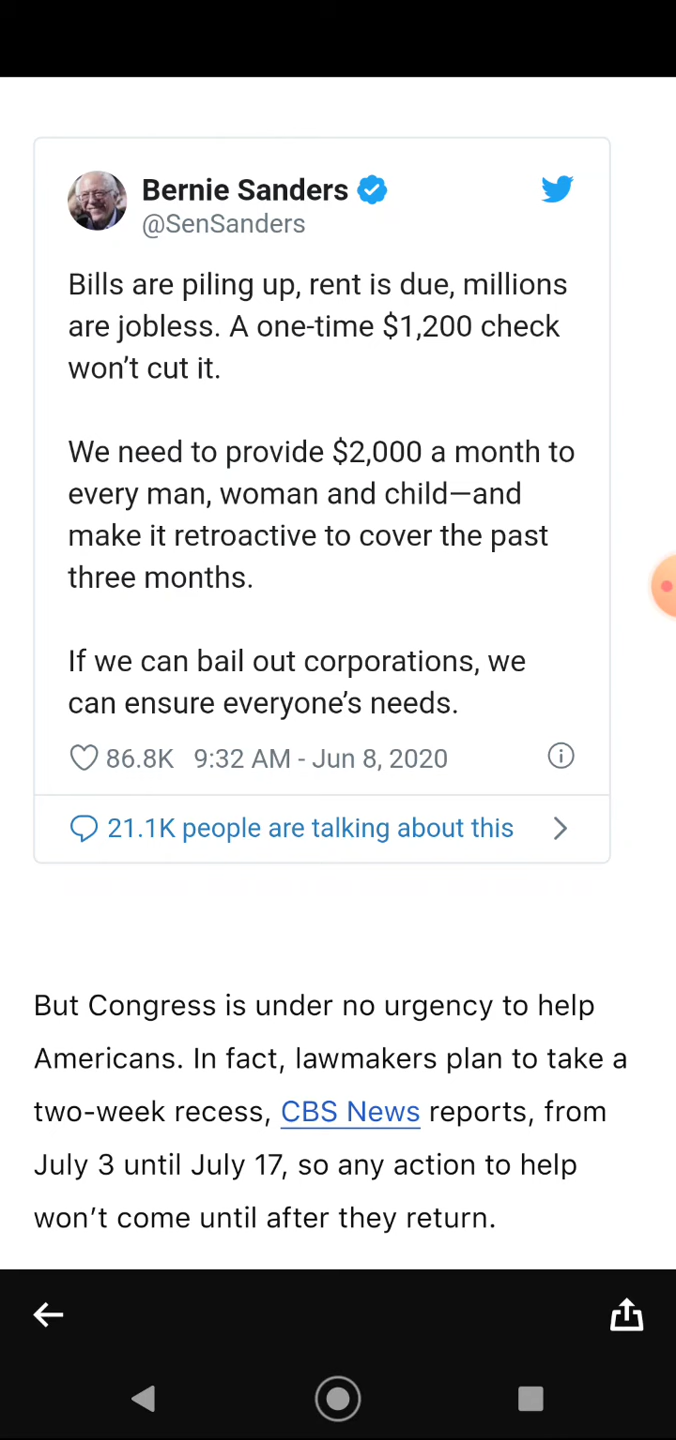 Bernie Sanders
@SenSanders
Bills are piling up, rent is due, millions
are jobless. A one-time $1,200 check
won't cut it.
We need to provide $2,000 a month to
every man, woman and child—and
make it retroactive to cover the past
three months.
If we can bail out corporations, we
can ensure everyone's needs.
86.8K 9:32 AM - Jun 8, 2020
21.1K people are talking about this
But Congress is under no urgency to help
Americans. In fact, lawmakers plan to take a
two-week recess, CBS News reports, from
July 3 until July 17, so any action to help
won't come until after they return.